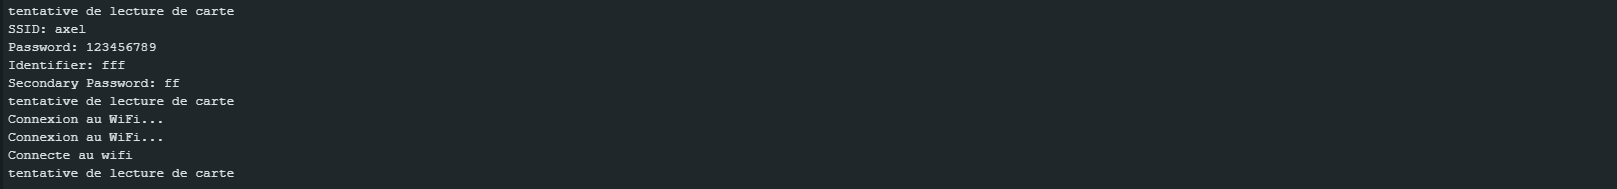 tentative de lecture de carte
SSID: axel
Password: 123456789
Identifier: fff
Secondary Password: ff
tentative de lecture de carte
Connexion au WiFi...
Connexion au WiFi...
Connecte au wifi
tentative de lecture de carte